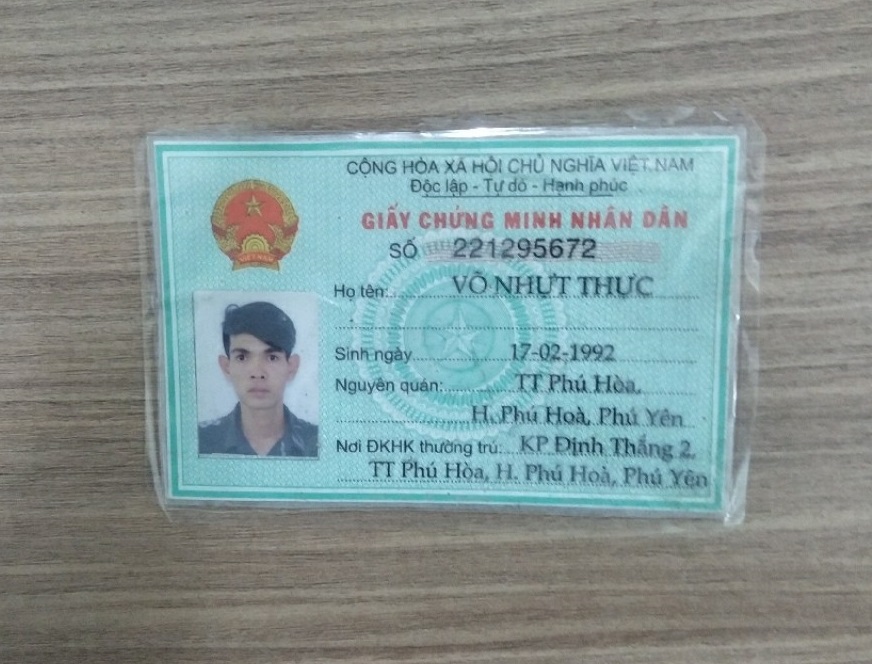 CỘNG HÒA XÃ HỘI CHỦ NGHĨA VIỆT NAM
Độc lập - Tự do - Hạnh phúc
GIẤY CHỨNG MINH NHÂN DÂN
SỐ 221295672
Họ tên: VÕ NHỰT THỰC
Sinh ngày 17-02-1992
Nguyên quán: TT Phú Hòa,
H. Phú Hoà, Phú Yên
Nơi ĐKHK thường trú: KP Định Thắng 2,
TT Phú Hòa, H. Phú Hoà, Phú Yên